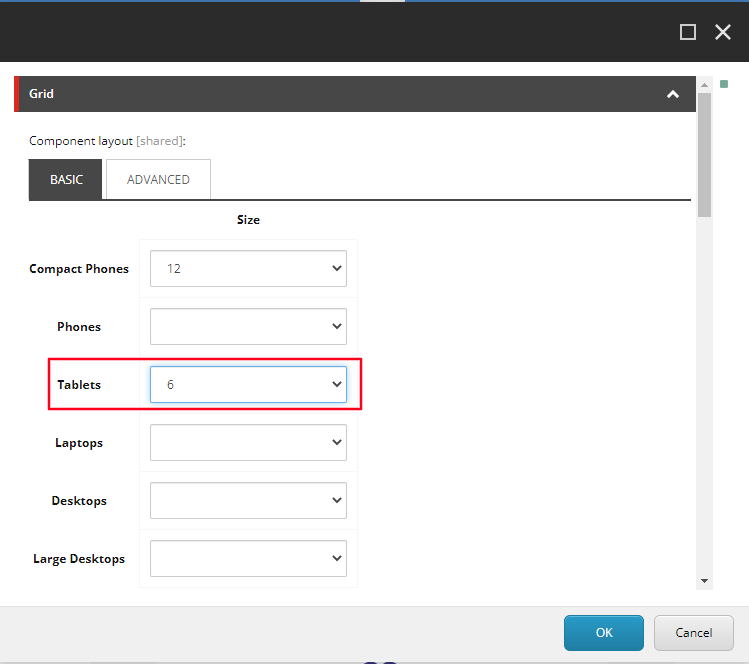 Grid
Component layout [shared]:
BASIC ADVANCED
Size
Compact Phones 12
Phones
Tablets 6
Laptops
Desktops
Large Desktops
OK Cancel